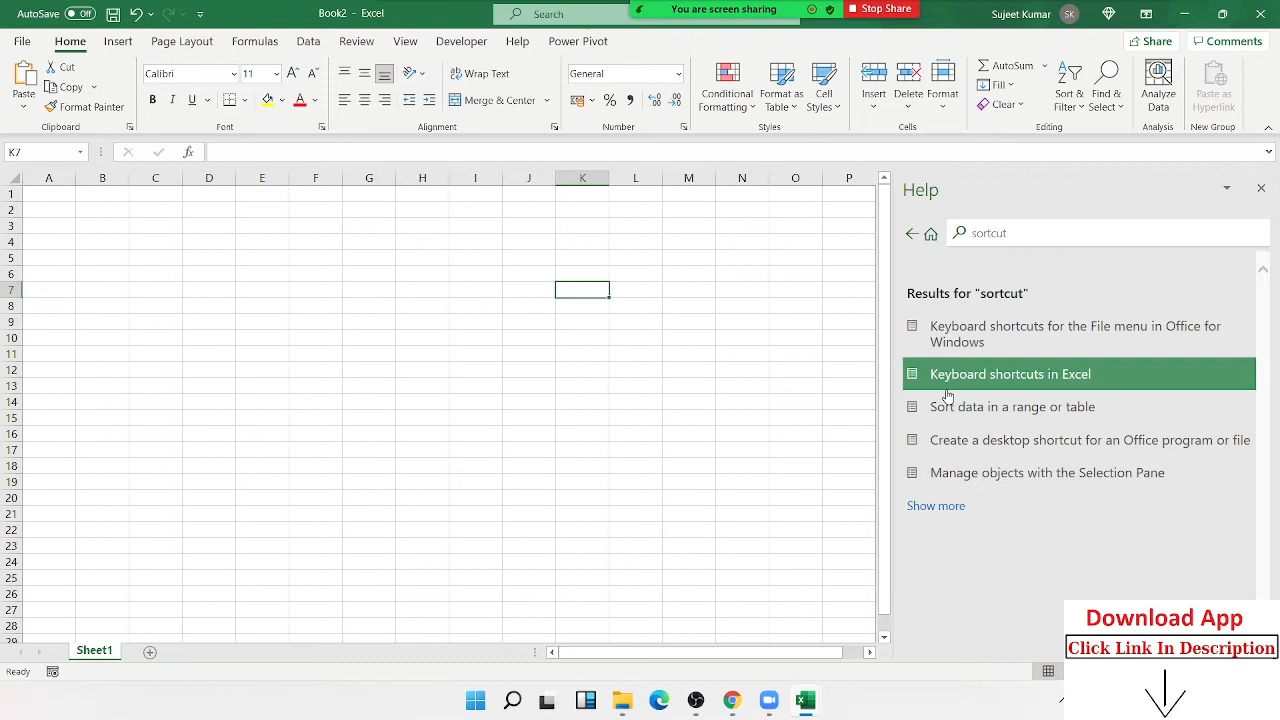 AutoSave Off Book2 - Excel Search You are screen sharing Stop Share Sujeet Kumar SK
File Home Insert Page Layout Formulas Data Review View Developer Help Power Pivot Share Comments
Paste Cut Copy Format Painter
Calibri 11
B I U A
Wrap Text
Merge & Center
General
% ,
Conditional Formatting
Format as Table
Cell Styles
Insert Delete Format
AutoSum
Fill
Clear
Sort & Filter
Find & Select
Analyze Data
Paste as Hyperlink
Clipboard Font Alignment Number Styles Cells Editing Analysis New Group
K7 fx
A B C D E F G H I J K L M N O P
1
2
3
4
5
6
7
8
9
10
11
12
13
14
15
16
17
18
19
20
21
22
23
24
25
26
27
28
29
Help
sortcut
Results for "sortcut"
Keyboard shortcuts for the File menu in Office for
Windows
Keyboard shortcuts in Excel
Sort data in a range or table
Create a desktop shortcut for an Office program or file
Manage objects with the Selection Pane
Show more
Sheet1
Ready
Download App
Click Link In Description